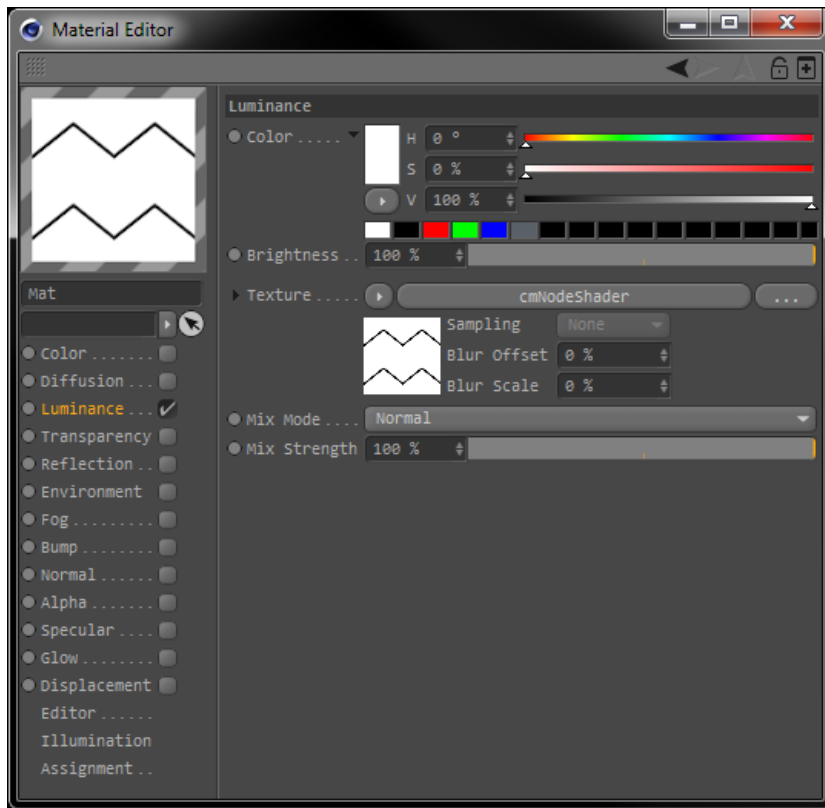 Material Editor
Luminance
Color ..... H 0 °
S 0 %
V 100 %
Brightness .. 100 %
Texture ..... cmNodeShader ...
Sampling None
Blur Offset 0 %
Blur Scale 0 %
Mix Mode .... Normal
Mix Strength 100 %
Mat
Color .......
Diffusion ...
Luminance ...
Transparency
Reflection ..
Environment
Fog .........
Bump ........
Normal ......
Alpha .......
Specular ....
Glow ........
Displacement
Editor ......
Illumination
Assignment ..